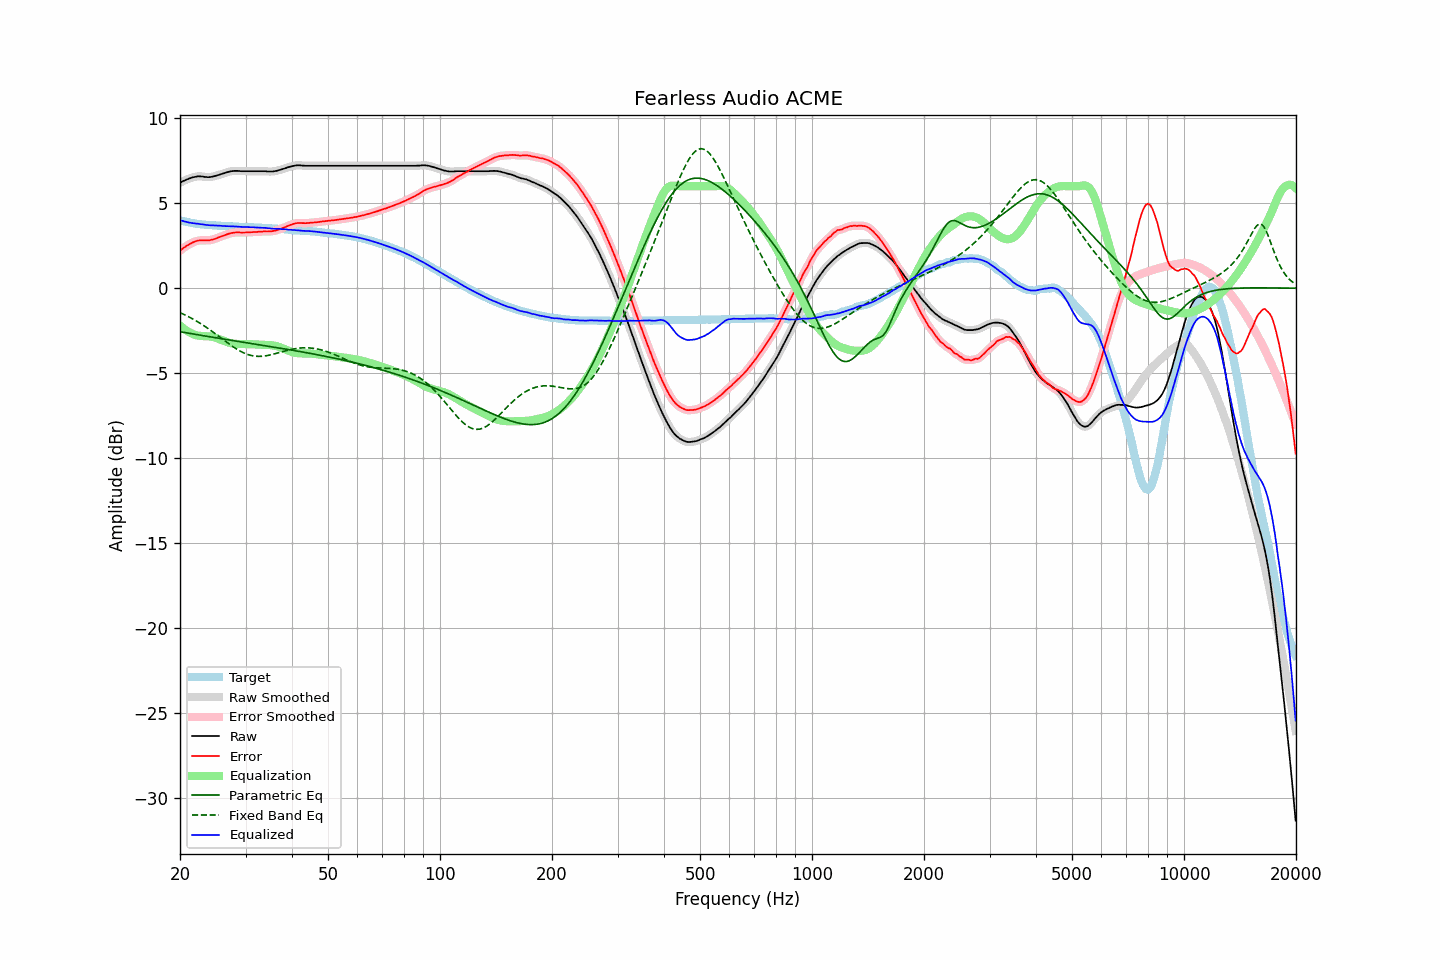 Fearless Audio ACME
10
5
0
−5
−10
−15
−20
−25
−30
Amplitude (dBr)
Target
Raw Smoothed
Error Smoothed
Raw
Error
Equalization
Parametric Eq
Fixed Band Eq
Equalized
20 50 100 200 500 1000 2000 5000 10000 20000
Frequency (Hz)